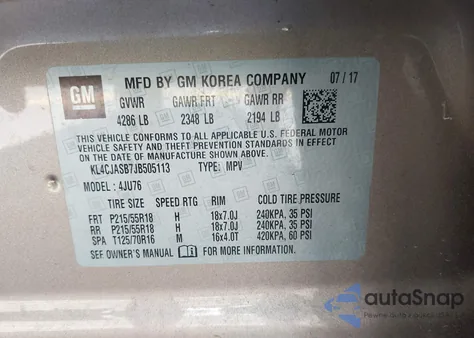 GM
MFD BY GM KOREA COMPANY 07 / 17
GVWR GAWR FRT GAWR RR
4286 LB 2348 LB 2194 LB
THIS VEHICLE CONFORMS TO ALL APPLICABLE U.S. FEDERAL MOTOR
VEHICLE SAFETY, BUMPER, AND THEFT PREVENTION STANDARDS
IN EFFECT ON THE DATE OF MANUFACTURE SHOWN ABOVE.
KL4CJASB7JB505113 TYPE: MPV
MODEL: 4JU76
TIRE SIZE SPEED RTG RIM COLD TIRE PRESSURE
FRT P215/55R18 H 18x7.0J 240KPA, 35 PSI
RR P215/55R18 H 18x7.0J 240KPA, 35 PSI
SPA T125/70R16 M 16x4.0T 420KPA, 60 PSI
SEE OWNER'S MANUAL FOR MORE INFORMATION.
autoSnap